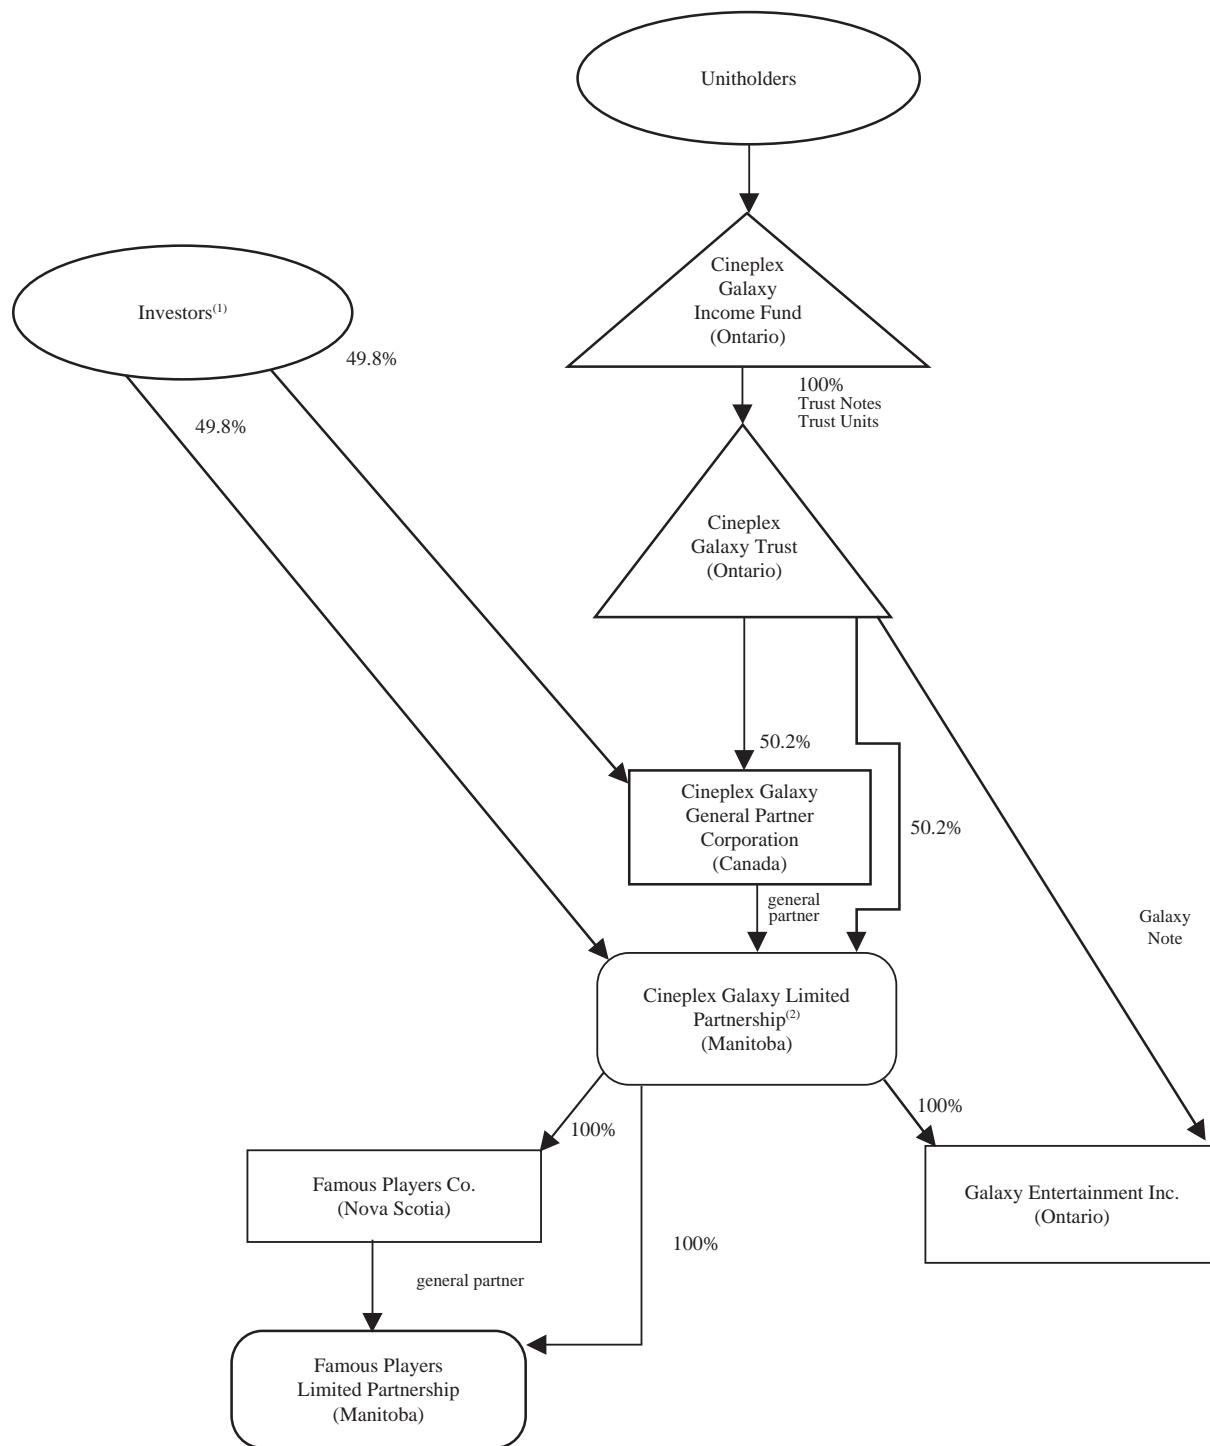 Unitholders
Cineplex
Galaxy
Income Fund
(Ontario)
Investors(1)
49.8%
49.8%
100%
Trust Notes
Trust Units
Cineplex
Galaxy Trust
(Ontario)
50.2%
Cineplex Galaxy
General Partner
Corporation
(Canada)
50.2%
general
partner
Galaxy
Note
Cineplex Galaxy Limited
Partnership(2)
(Manitoba)
100%
100%
Famous Players Co.
(Nova Scotia)
Galaxy Entertainment Inc.
(Ontario)
100%
general partner
Famous Players
Limited Partnership
(Manitoba)